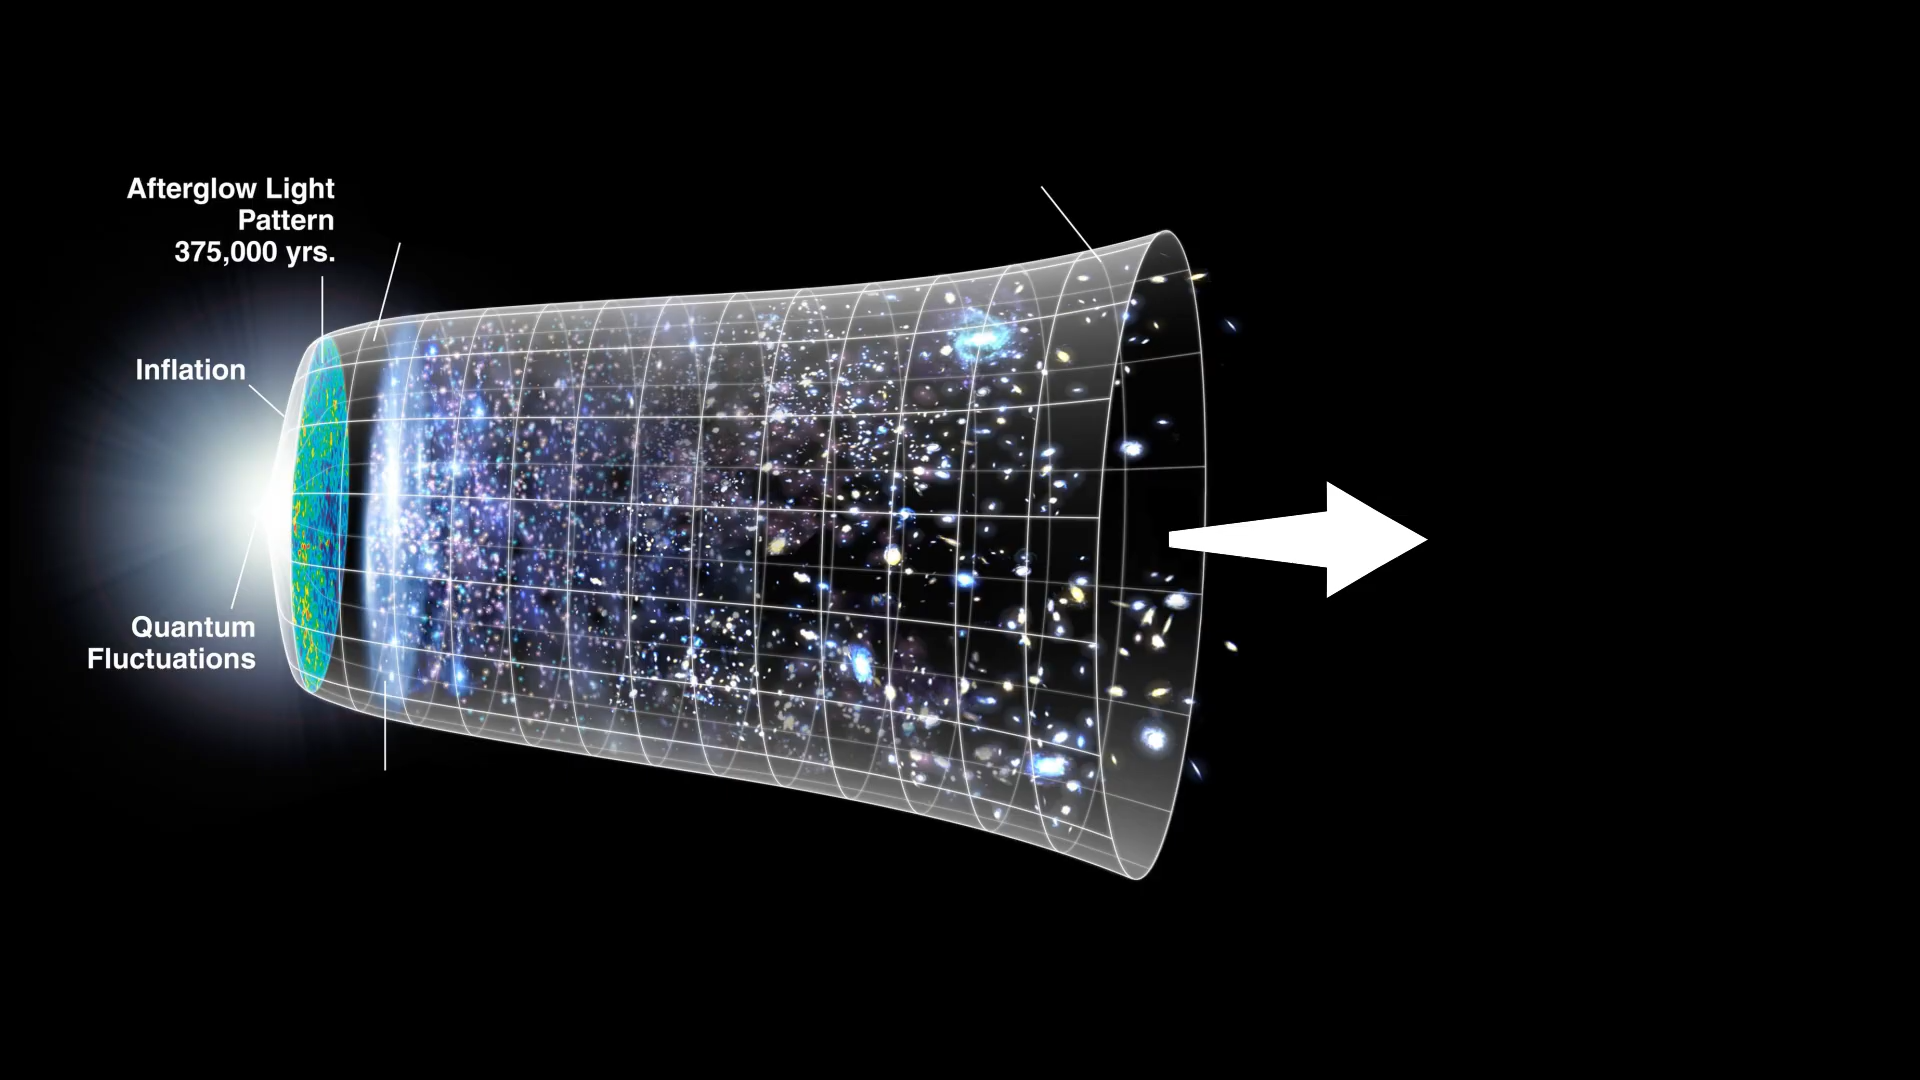 Afterglow Light
Pattern
375,000 yrs.
Inflation
Quantum
Fluctuations